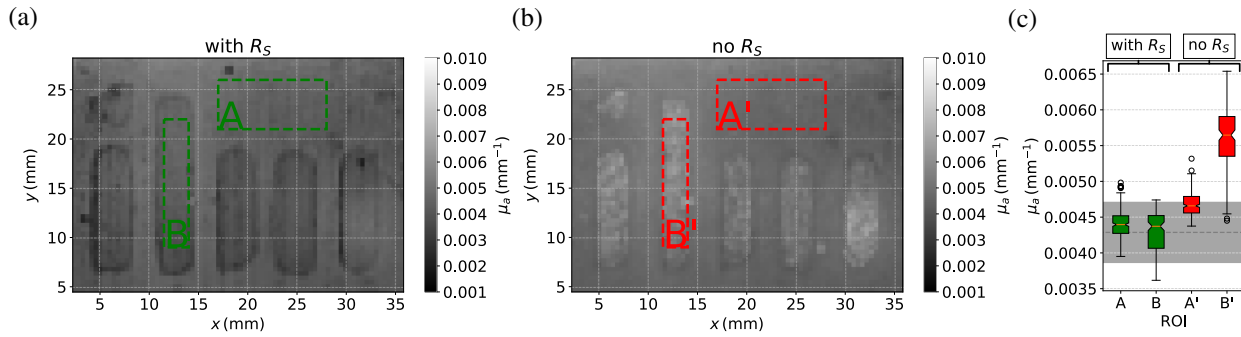 (a)
with R_S
A
B
25
20
15
10
5
y (mm)
5
10
15
20
25
30
35
x (mm)
0.010
0.009
0.008
0.007
0.006
0.005
0.004
0.003
0.002
0.001
μ_a (mm⁻¹)
(b)
no R_S
A'
B'
25
20
15
10
5
y (mm)
5
10
15
20
25
30
35
x (mm)
0.010
0.009
0.008
0.007
0.006
0.005
0.004
0.003
0.002
0.001
μ_a (mm⁻¹)
(c)
with R_S
no R_S
0.0065
0.0060
0.0055
0.0050
0.0045
0.0040
0.0035
μ_a (mm⁻¹)
A
B
A'
B'
ROI